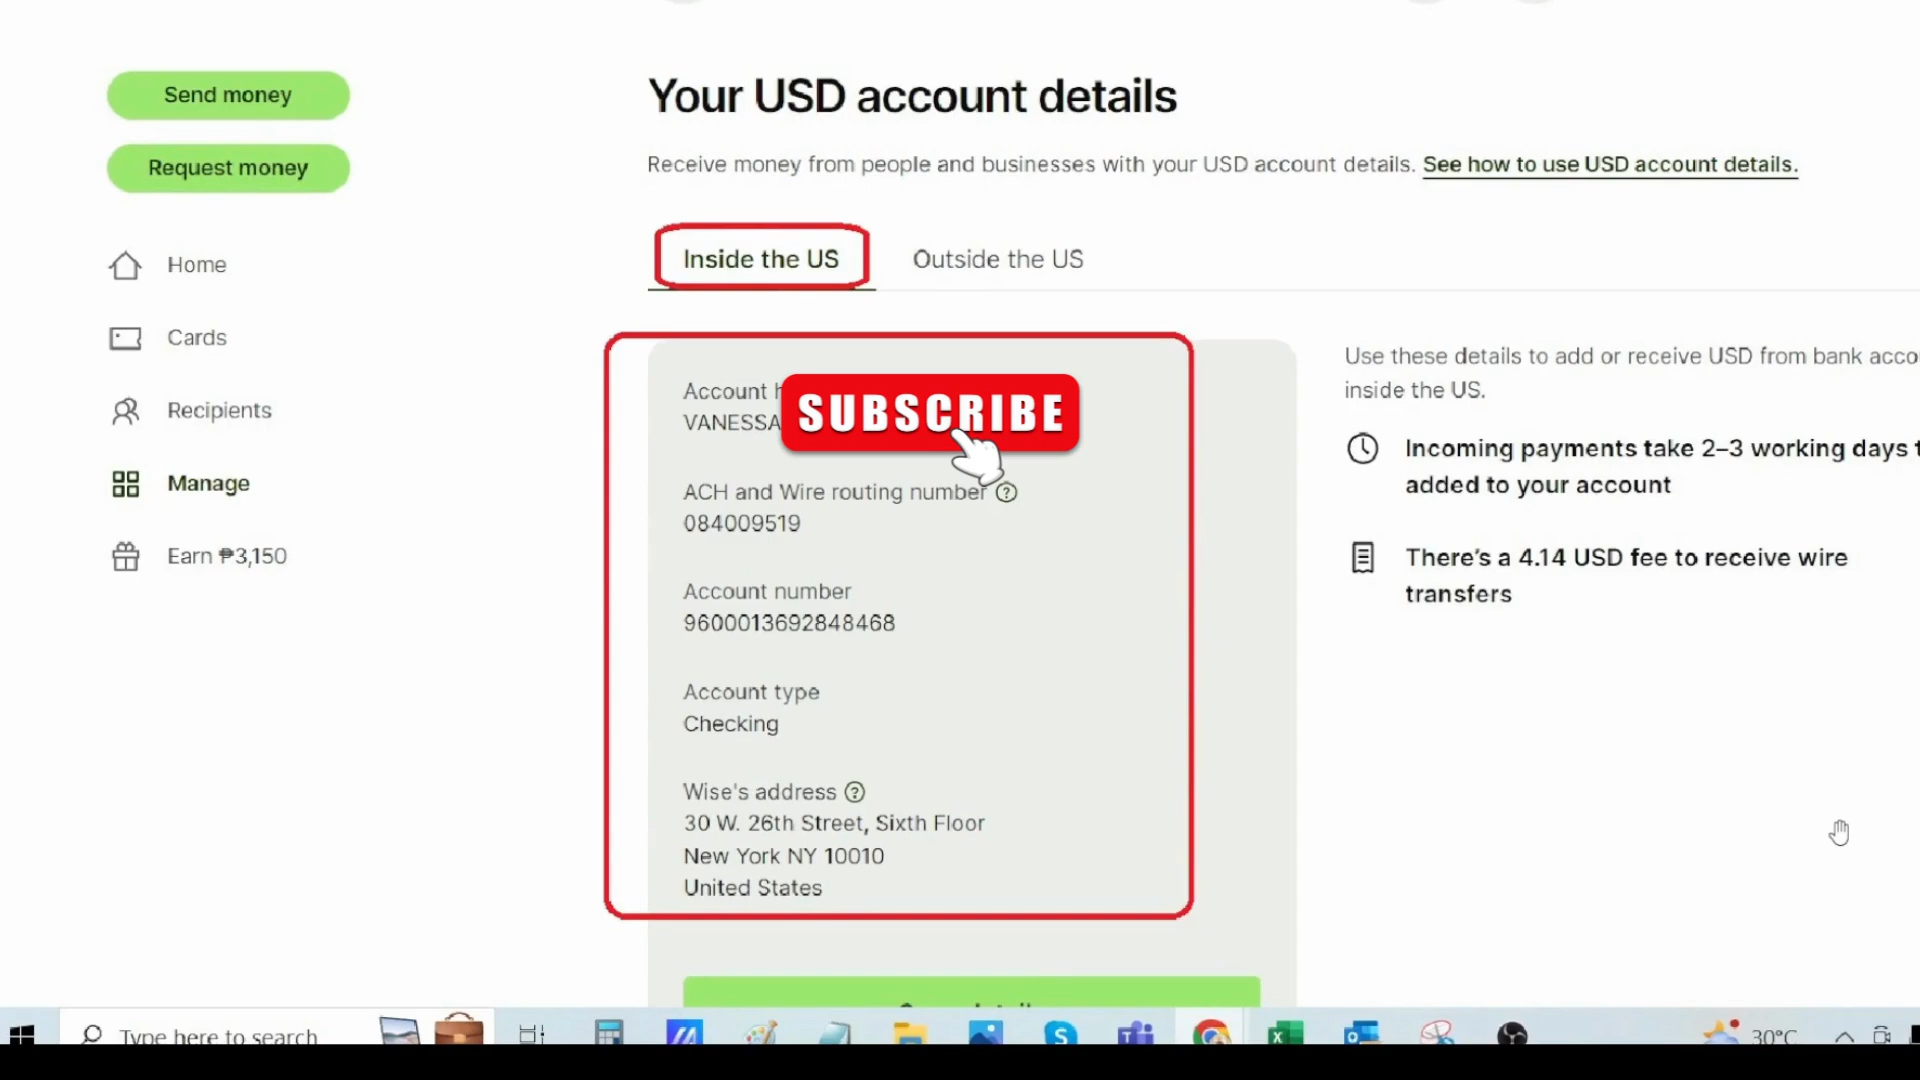 Send money
Request money
Home
Cards
Recipients
Manage
Earn ₱3,150
Your USD account details
Receive money from people and businesses with your USD account details. See how to use USD account details.
Inside the US
Outside the US
Account
VANESSA
SUBSCRIBE
ACH and Wire routing number
084009519
Account number
9600013692848468
Account type
Checking
Wise's address
30 W. 26th Street, Sixth Floor
New York NY 10010
United States
Use these details to add or receive USD from bank
inside the US.
Incoming payments take 2–3 working days
added to your account
There's a 4.14 USD fee to receive wire
transfers
Type here to search
30°C